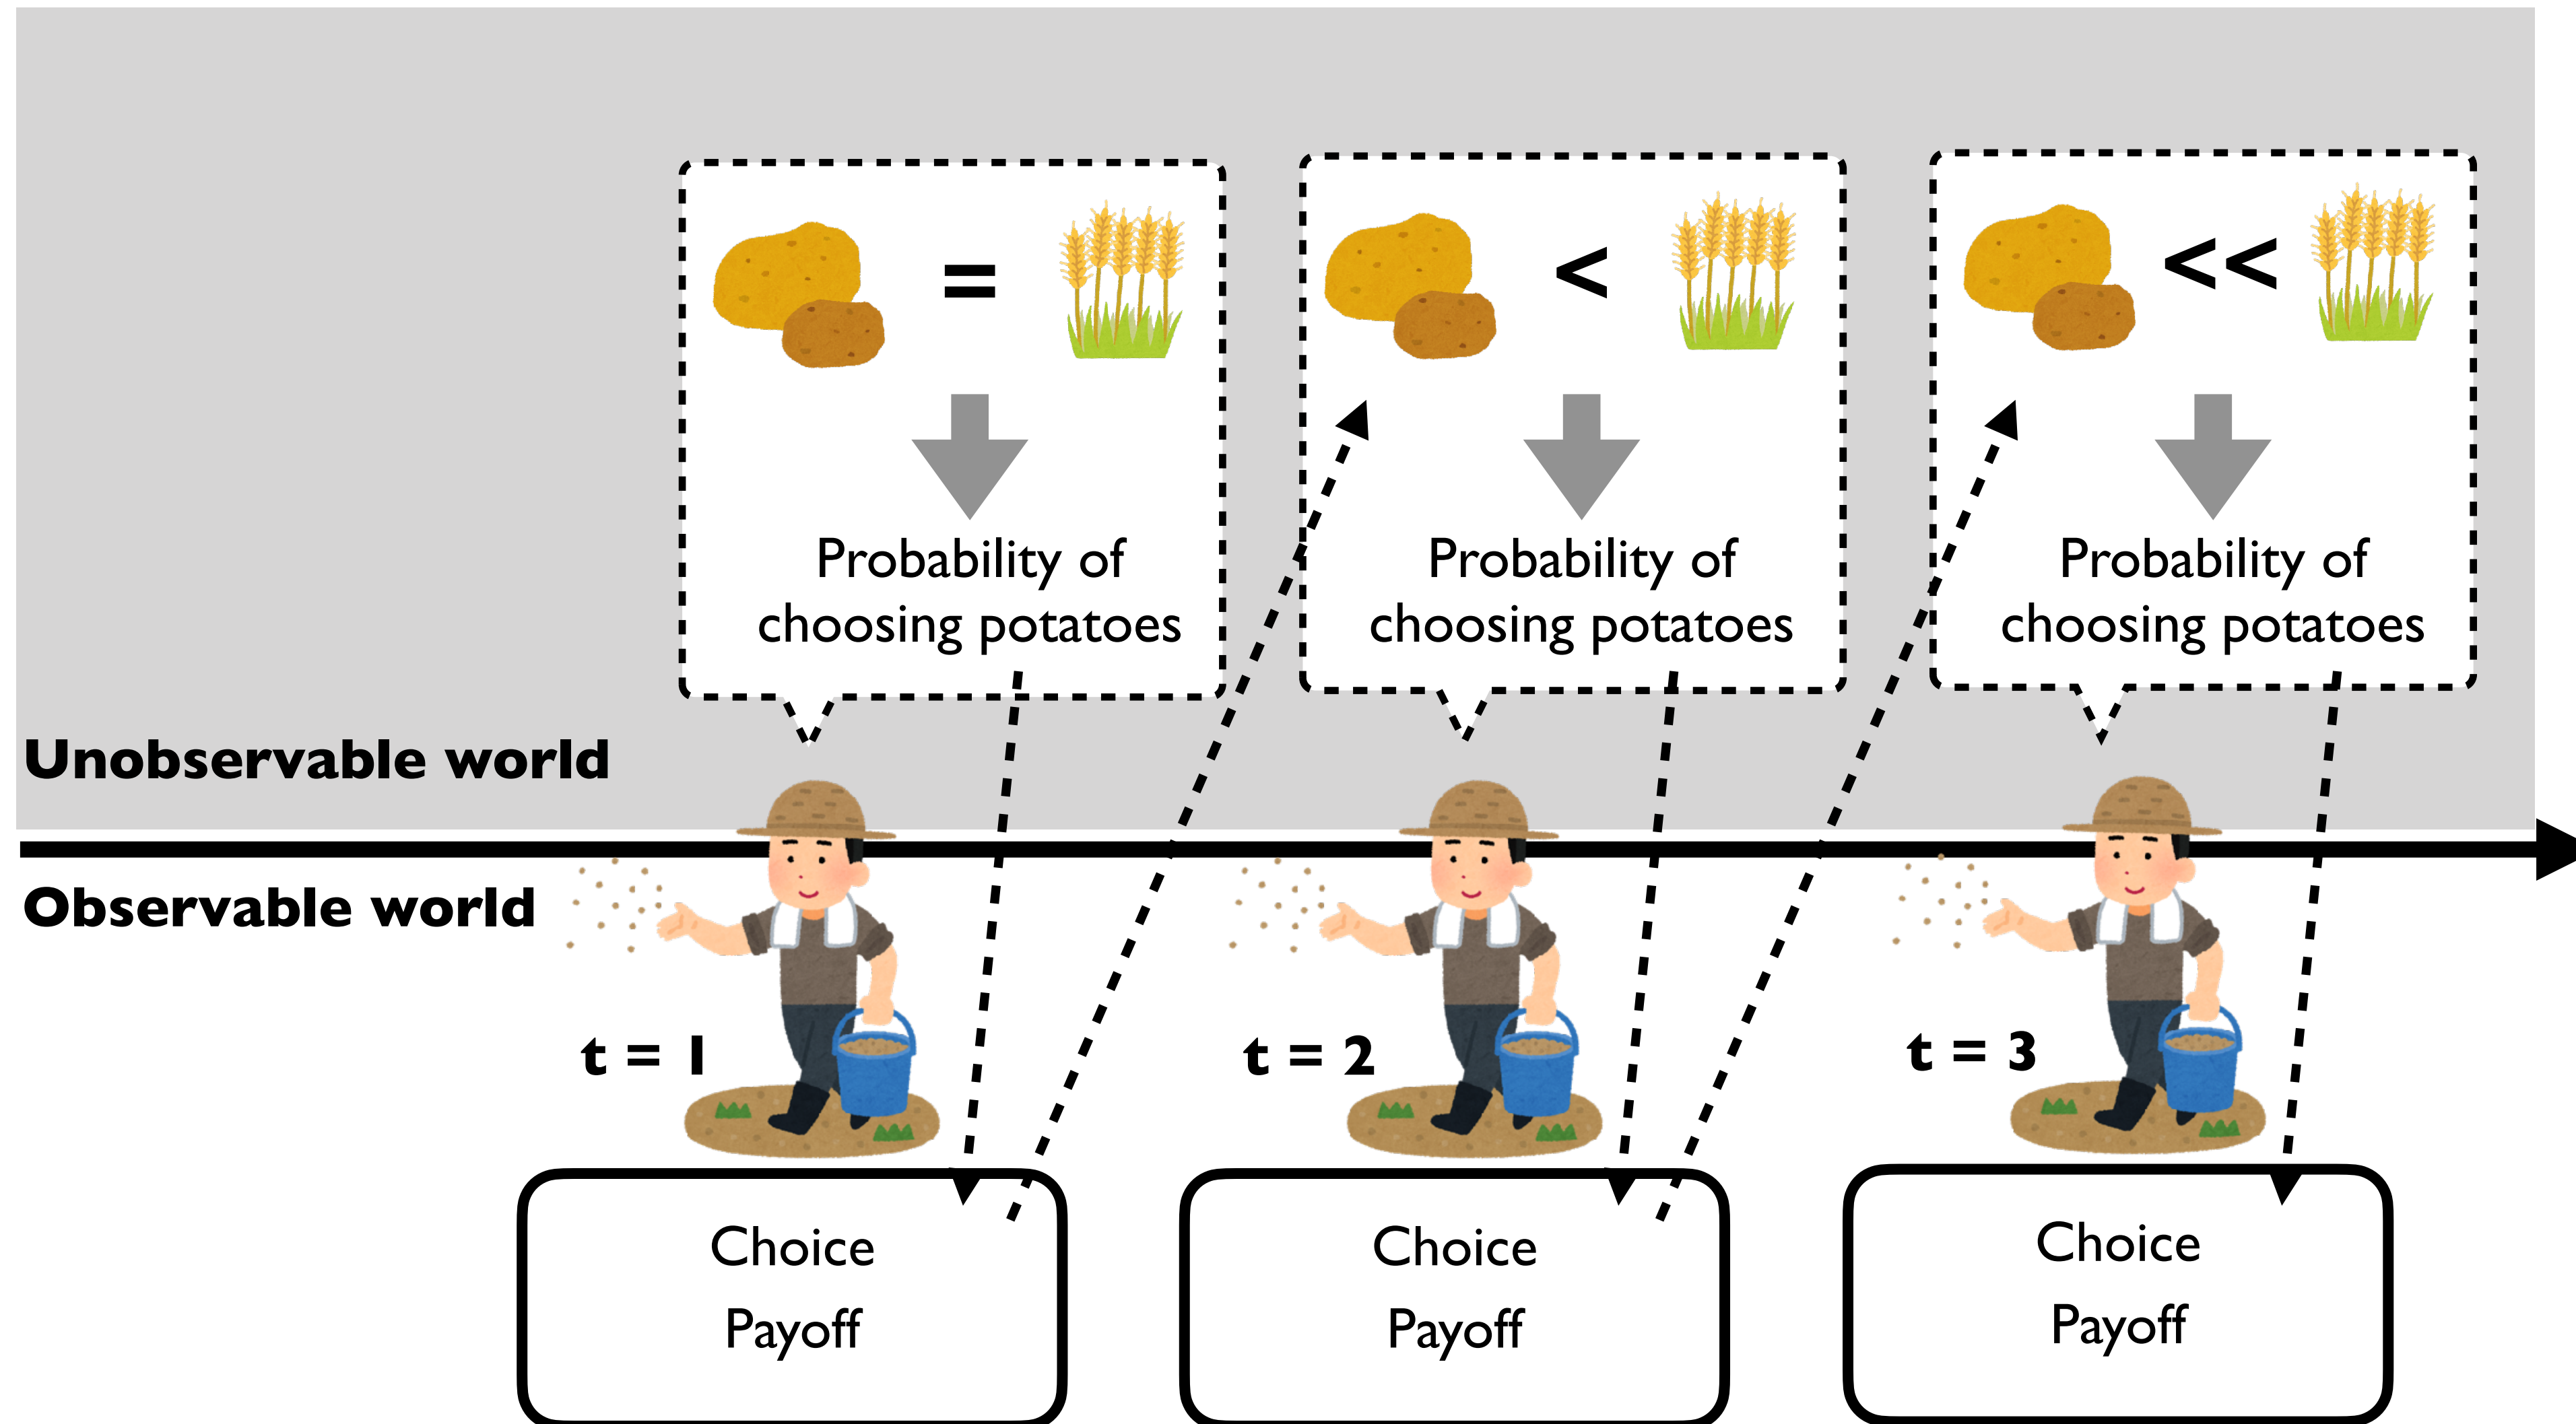 =
<
<<
Probability of
choosing potatoes
Probability of
choosing potatoes
Probability of
choosing potatoes
Unobservable world
Observable world
t = 1
t = 2
t = 3
Choice
Payoff
Choice
Payoff
Choice
Payoff